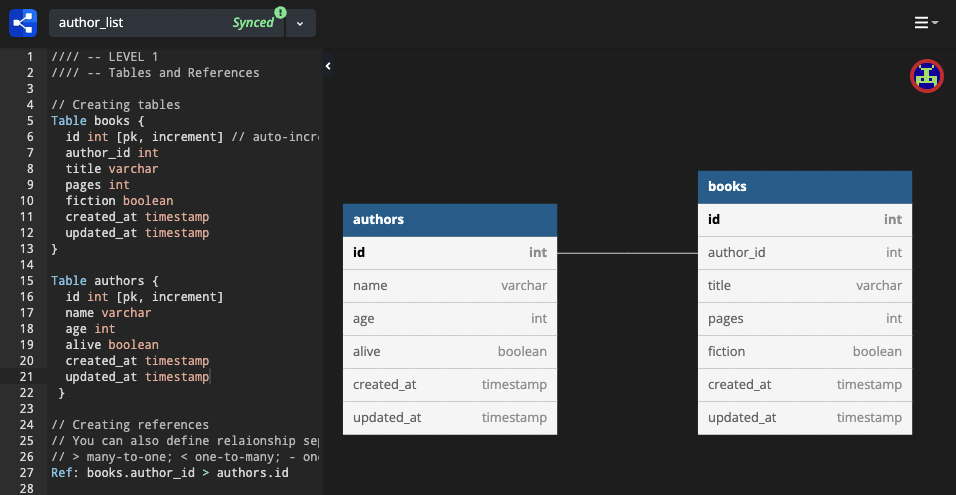 author_list Synced !
1 //// -- LEVEL 1
2 //// -- Tables and References
3
4 // Creating tables
5 Table books {
6 id int [pk, increment] // auto-incre
7 author_id int
8 title varchar
9 pages int
10 fiction boolean
11 created_at timestamp
12 updated_at timestamp
13 }
14
15 Table authors {
16 id int [pk, increment]
17 name varchar
18 age int
19 alive boolean
20 created_at timestamp
21 updated_at timestamp
22 }
23
24 // Creating references
25 // You can also define relaionship sep
26 // > many-to-one; < one-to-many; - one
27 Ref: books.author_id > authors.id
28
authors
id int
name varchar
age int
alive boolean
created_at timestamp
updated_at timestamp
books
id int
author_id int
title varchar
pages int
fiction boolean
created_at timestamp
updated_at timestamp